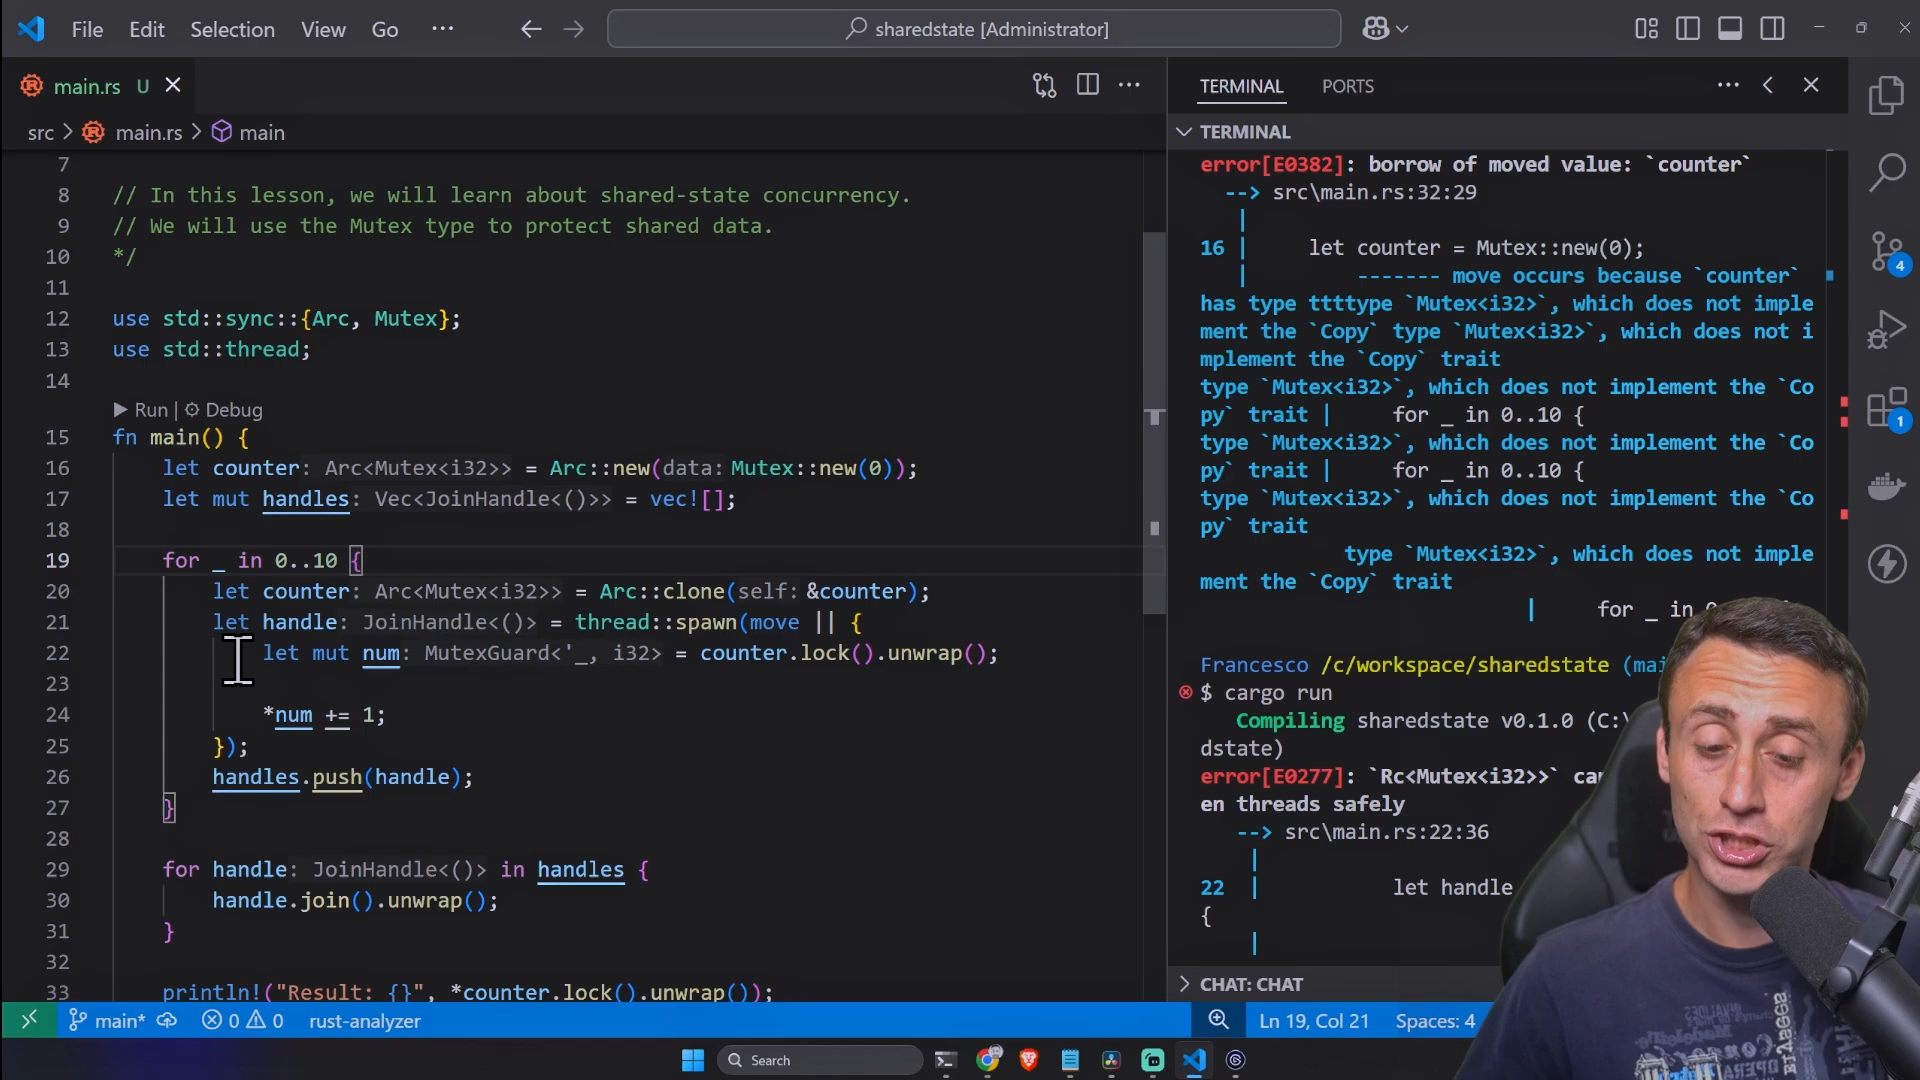 File Edit Selection View Go ···
sharedstate [Administrator]
main.rs U
src > main.rs > main
7
8 // In this lesson, we will learn about shared-state concurrency.
9 // We will use the Mutex type to protect shared data.
10 */
11
12 use std::sync::{Arc, Mutex};
13 use std::thread;
14
Run | Debug
15 fn main() {
16 let counter: Arc<Mutex<i32>> = Arc::new(data: Mutex::new(0));
17 let mut handles: Vec<JoinHandle<()>> = vec![];
18
19 for _ in 0..10 {
20 let counter: Arc<Mutex<i32>> = Arc::clone(self: &counter);
21 let handle: JoinHandle<()> = thread::spawn(move || {
22 let mut num: MutexGuard<'_, i32> = counter.lock().unwrap();
23
24 *num += 1;
25 });
26 handles.push(handle);
27 }
28
29 for handle: JoinHandle<()> in handles {
30 handle.join().unwrap();
31 }
32
33 println!("Result: {}", *counter.lock().unwrap());
TERMINAL PORTS
TERMINAL
error[E0382]: borrow of moved value: `counter`
--> src\main.rs:32:29
|
16 | let counter = Mutex::new(0);
| ------- move occurs because `counter`
has type ttttype `Mutex<i32>`, which does not imple
ment the `Copy` type `Mutex<i32>`, which does not i
mplement the `Copy` trait
type `Mutex<i32>`, which does not implement the `Co
py` trait | for _ in 0..10 {
type `Mutex<i32>`, which does not implement the `Co
py` trait | for _ in 0..10 {
type `Mutex<i32>`, which does not implement the `Co
py` trait
type `Mutex<i32>`, which does not imple
ment the `Copy` trait
| for _ in
Francesco /c/workspace/sharedstate (mai
$ cargo run
Compiling sharedstate v0.1.0 (C:\
dstate)
error[E0277]: `Rc<Mutex<i32>>` ca
en threads safely
--> src\main.rs:22:36
|
22 | let handle
{
|
CHAT: CHAT
4
1
main* 0 0 rust-analyzer
Ln 19, Col 21 Spaces: 4
Search